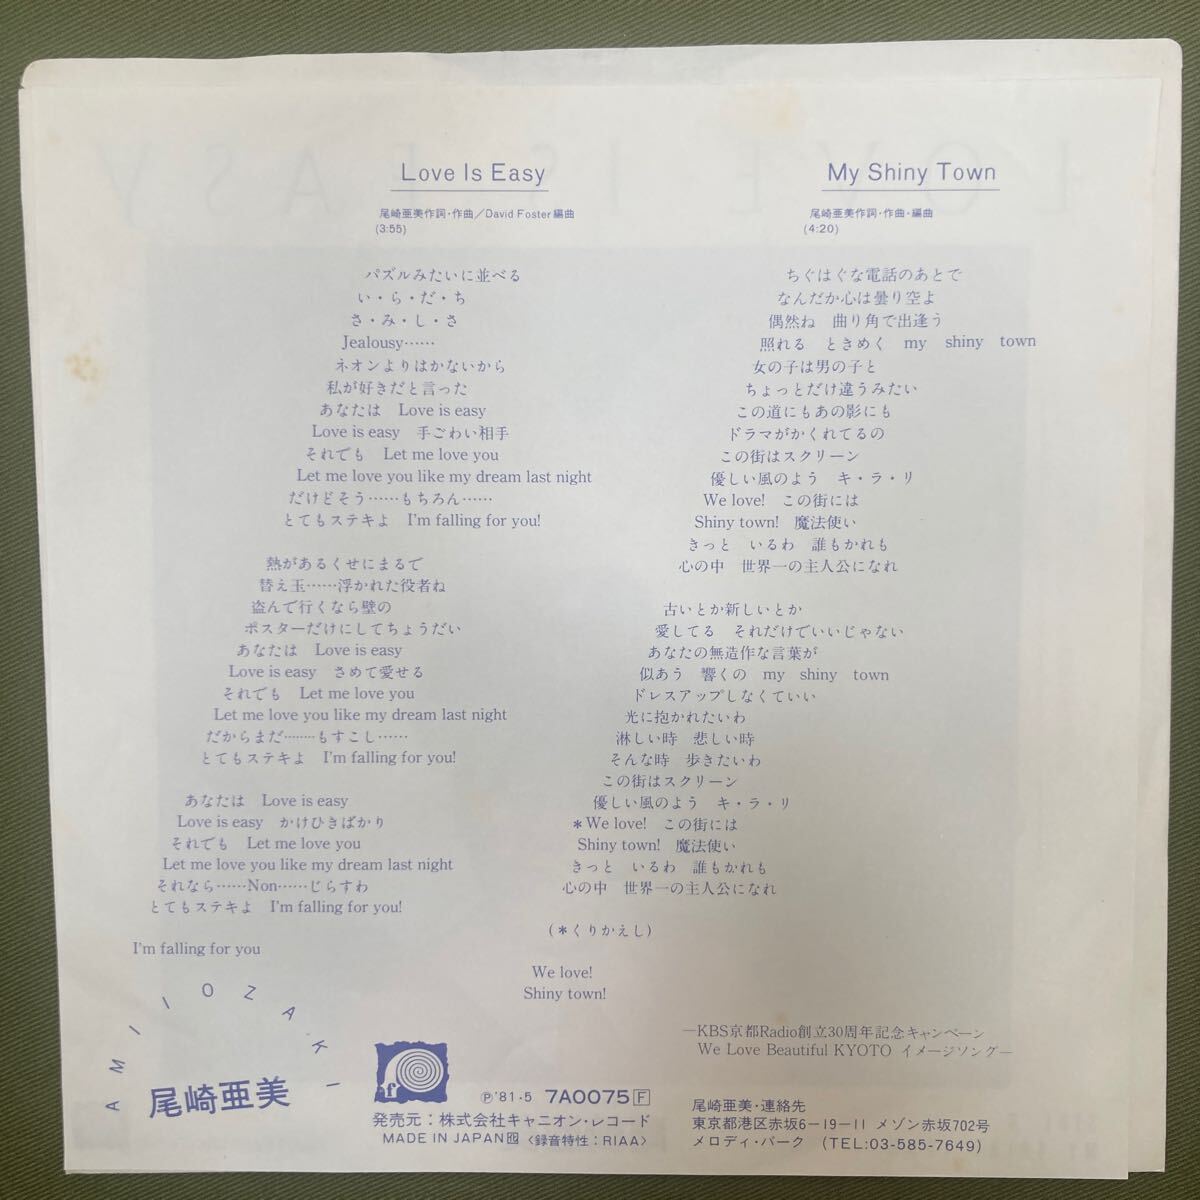 Love Is Easy
尾崎亜美作詞・作曲／David Foster編曲
(3:55)
パズルみたいに並べる
い・ら・だ・ち
さ・み・し・さ
Jealousy……
ネオンよりはかないから
私が好きだと言った
あなたは Love is easy
Love is easy 手ごわい相手
それでも Let me love you
Let me love you like my dream last night
だけどそう……もちろん……
とてもステキよ I'm falling for you!
熱があるくせにまるで
替え玉……浮かれた役者ね
盗んで行くなら壁の
ポスターだけにしてちょうだい
あなたは Love is easy
Love is easy さめて愛せる
それでも Let me love you
Let me love you like my dream last night
だからまだ……もすこし……
とてもステキよ I'm falling for you!
あなたは Love is easy
Love is easy かけひきばかり
それでも Let me love you
Let me love you like my dream last night
それなら……Non……じらすわ
とてもステキよ I'm falling for you!
I'm falling for you
My Shiny Town
尾崎亜美作詞・作曲・編曲
(4:20)
ちぐはぐな電話のあとで
なんだか心は曇り空よ
偶然ね 曲り角で出逢う
照れる ときめく my shiny town
女の子は男の子と
ちょっとだけ違うみたい
この道にもあの影にも
ドラマがかくれてるの
この街はスクリーン
優しい風のよう キ・ラ・リ
We love! この街には
Shiny town! 魔法使い
きっと いるわ 誰もかれも
心の中 世界一の主人公になれ
古いとか新しいとか
愛してる それだけでいいじゃない
あなたの無造作な言葉が
似あう 響くの my shiny town
ドレスアップしなくていい
光に抱かれたいわ
淋しい時 悲しい時
そんな時 歩きたいわ
この街はスクリーン
優しい風のよう キ・ラ・リ
＊We love! この街には
Shiny town! 魔法使い
きっと いるわ 誰もかれも
心の中 世界一の主人公になれ
(＊くりかえし)
We love!
Shiny town!
—KBS京都Radio創立30周年記念キャンペーン
We Love Beautiful KYOTO イメージソング—
AMII OZAKI
尾崎亜美
af
Ⓟ'81・5 7A0075 F
発売元：株式会社キャニオン・レコード
MADE IN JAPAN 〈録音特性：RIAA〉
尾崎亜美・連絡先
東京都港区赤坂6－19－11 メゾン赤坂702号
メロディ・パーク (TEL:03-585-7649)